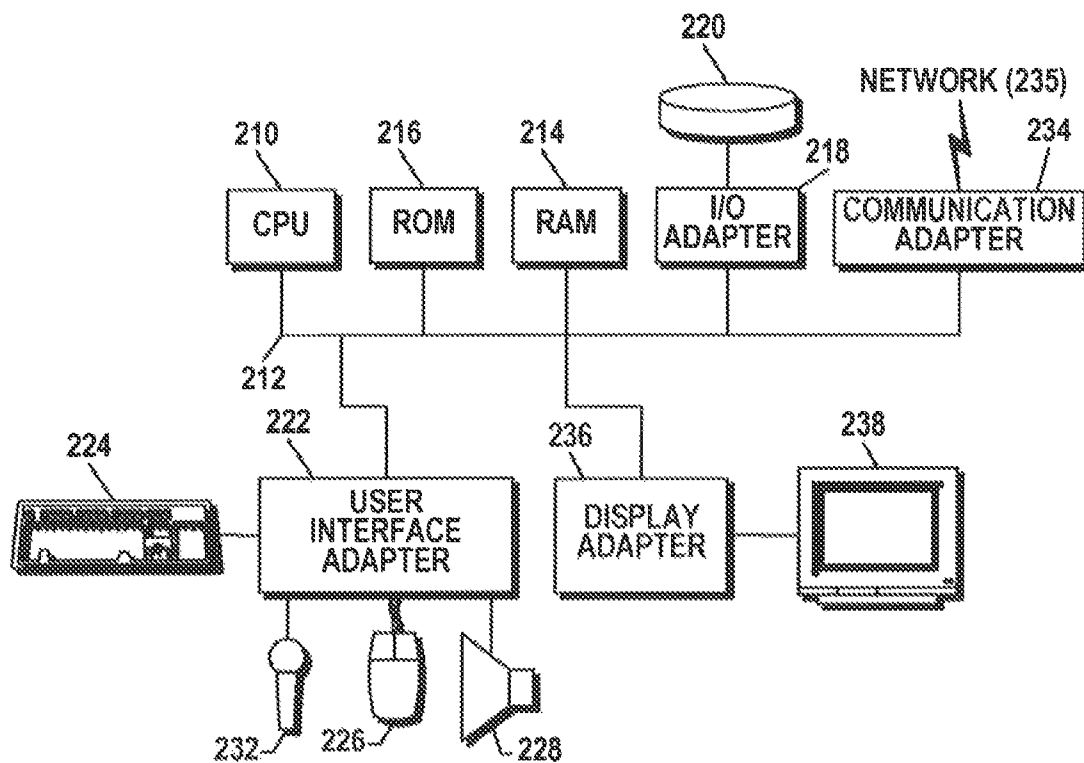 220
NETWORK (235)
210
216
214
218
234
CPU
ROM
RAM
I/O
ADAPTER
COMMUNICATION
ADAPTER
212
222
236
238
224
USER
INTERFACE
ADAPTER
DISPLAY
ADAPTER
232
226
228